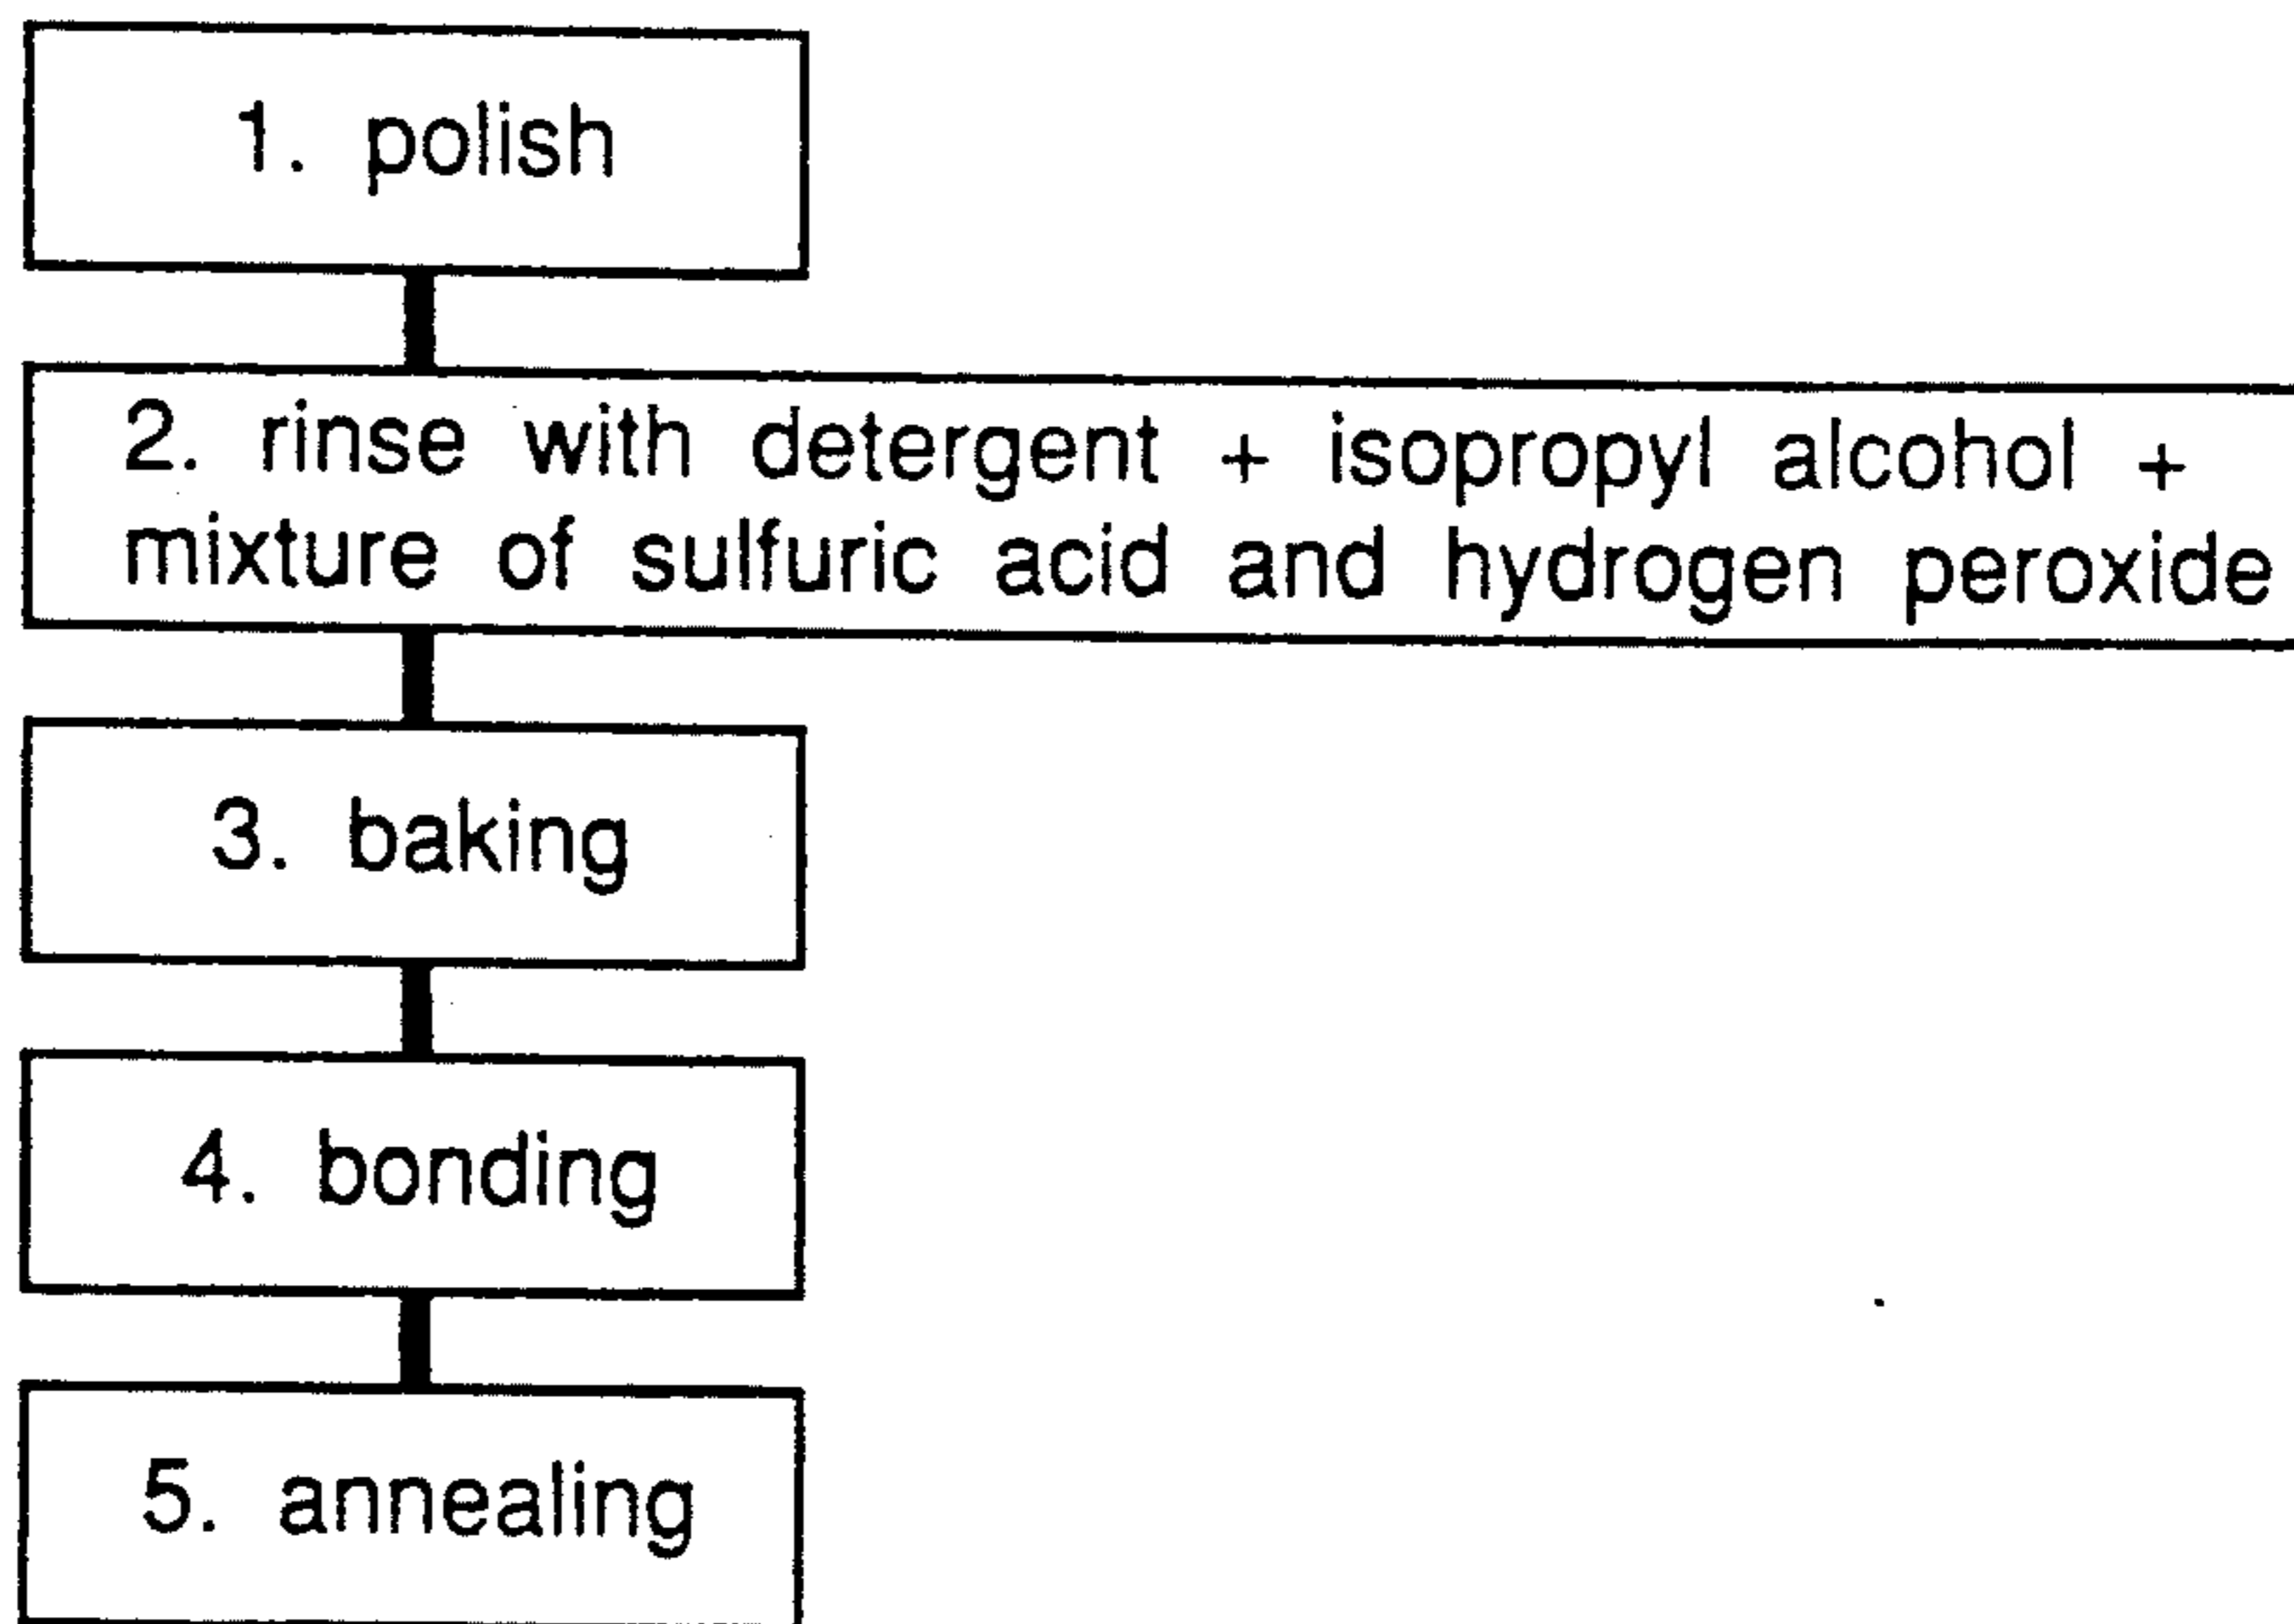 1. polish
2. rinse with detergent + isopropyl alcohol +
mixture of sulfuric acid and hydrogen peroxide
3. baking
4. bonding
5. annealing